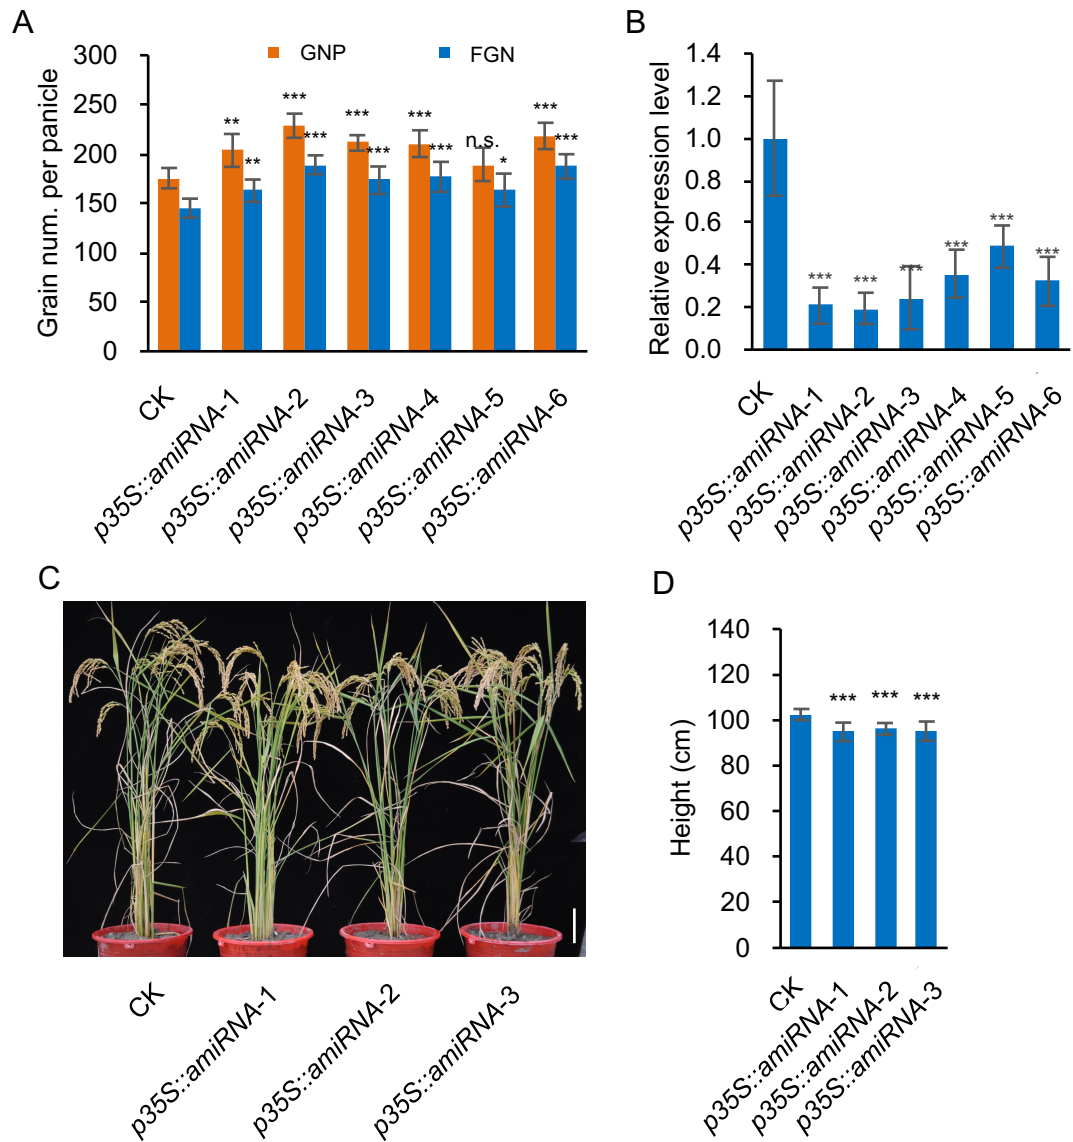 A
GNP
FGN
Grain num. per panicle
300
250
200
150
100
50
0
**
**
***
***
***
***
***
***
n.s.
*
***
***
CK
p35S::amiRNA-1
p35S::amiRNA-2
p35S::amiRNA-3
p35S::amiRNA-4
p35S::amiRNA-5
p35S::amiRNA-6
B
Relative expression level
1.4
1.2
1.0
0.8
0.6
0.4
0.2
0.0
***
***
***
***
***
***
CK
p35S::amiRNA-1
p35S::amiRNA-2
p35S::amiRNA-3
p35S::amiRNA-4
p35S::amiRNA-5
p35S::amiRNA-6
C
CK
p35S::amiRNA-1
p35S::amiRNA-2
p35S::amiRNA-3
D
Height (cm)
140
120
100
80
60
40
20
0
***
***
***
CK
p35S::amiRNA-1
p35S::amiRNA-2
p35S::amiRNA-3